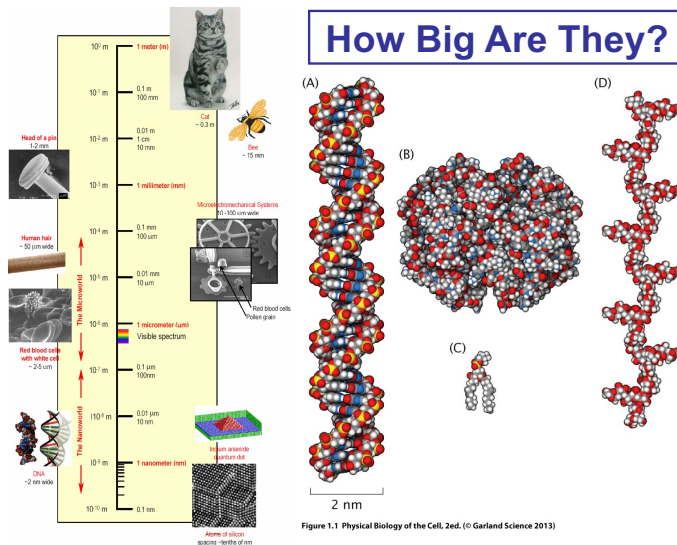 How Big Are They?
10⁰ m
1 meter (m)
Cat
~ 0.3 m
10⁻¹ m
0.1 m
100 mm
Bee
~ 15 mm
10⁻² m
0.01 m
1 cm
10 mm
Head of a pin
1-2 mm
10⁻³ m
1 millimeter (mm)
Microelectromechanical Systems
10 -100 µm wide
10⁻⁴ m
0.1 mm
100 um
Human hair
~ 50 µm wide
10⁻⁵ m
0.01 mm
10 µm
Red blood cells
Pollen grain
The Microworld
10⁻⁶ m
1 micrometer (um)
Visible spectrum
Red blood cells
with white cell
~ 2-5 um
10⁻⁷ m
0.1 µm
100nm
The Nanoworld
(10⁻⁸ m
0.01 µm
10 nm
Indium arsenide
quantum dot
10⁻⁹ m
1 nanometer (nm)
DNA
~2 nm wide
10⁻¹⁰ m
0.1 nm
Atoms of silicon
spacing ~tenths of nm
(A)
(B)
(C)
(D)
2 nm
Figure 1.1 Physical Biology of the Cell, 2ed. (© Garland Science 2013)